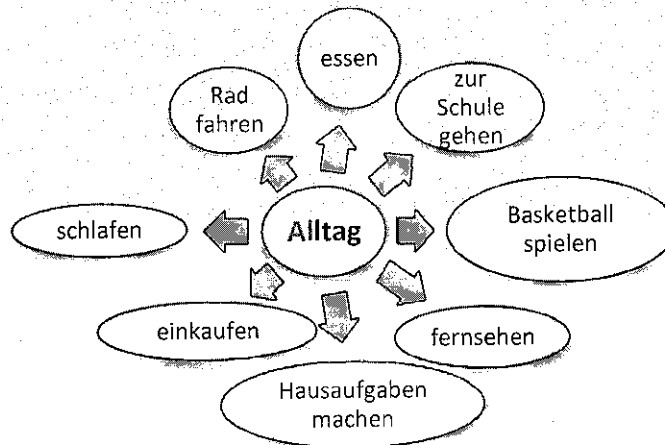 essen
zur
Schule
gehen
Rad
fahren
Basketball
spielen
schlafen
Alltag
einkaufen
fernsehen
Hausaufgaben
machen